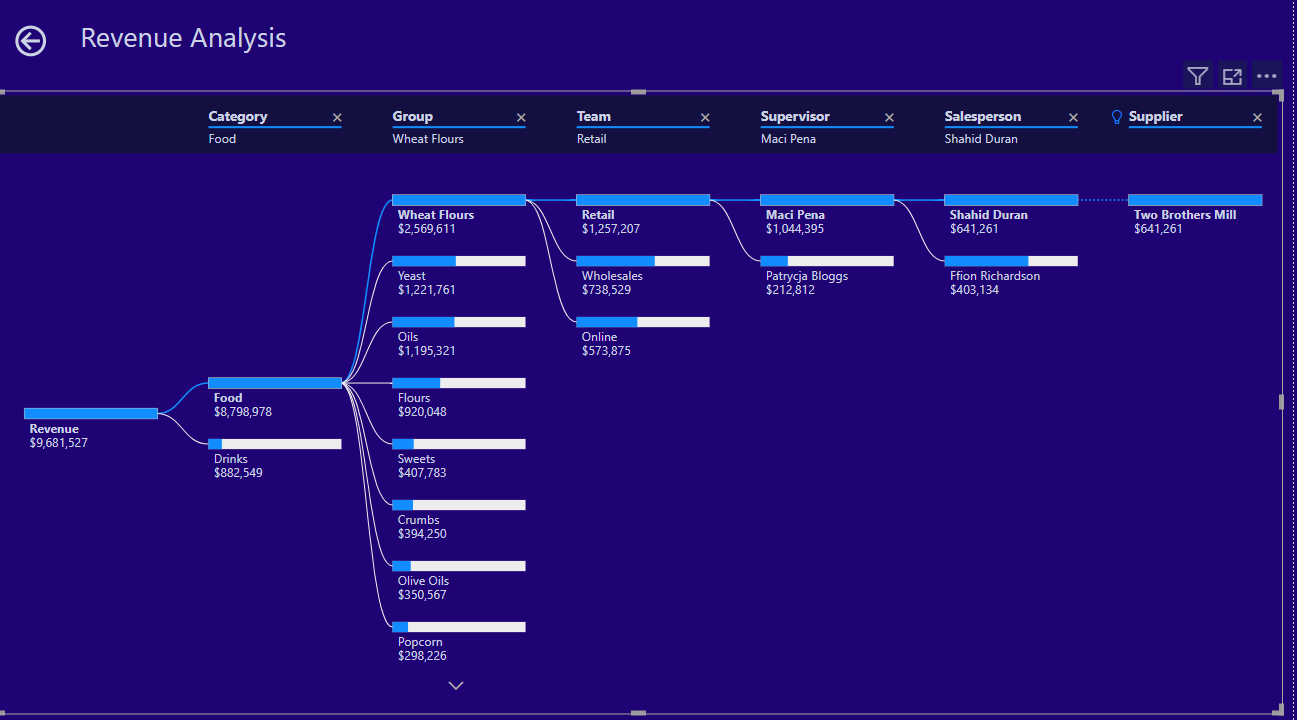 Revenue Analysis
Category
Food
Group
Wheat Flours
Team
Retail
Supervisor
Maci Pena
Salesperson
Shahid Duran
Supplier
Revenue
$9,681,527
Food
$8,798,978
Drinks
$882,549
Wheat Flours
$2,569,611
Yeast
$1,221,761
Oils
$1,195,321
Flours
$920,048
Sweets
$407,783
Crumbs
$394,250
Olive Oils
$350,567
Popcorn
$298,226
Retail
$1,257,207
Wholesales
$738,529
Online
$573,875
Maci Pena
$1,044,395
Patrycja Bloggs
$212,812
Shahid Duran
$641,261
Ffion Richardson
$403,134
Two Brothers Mill
$641,261